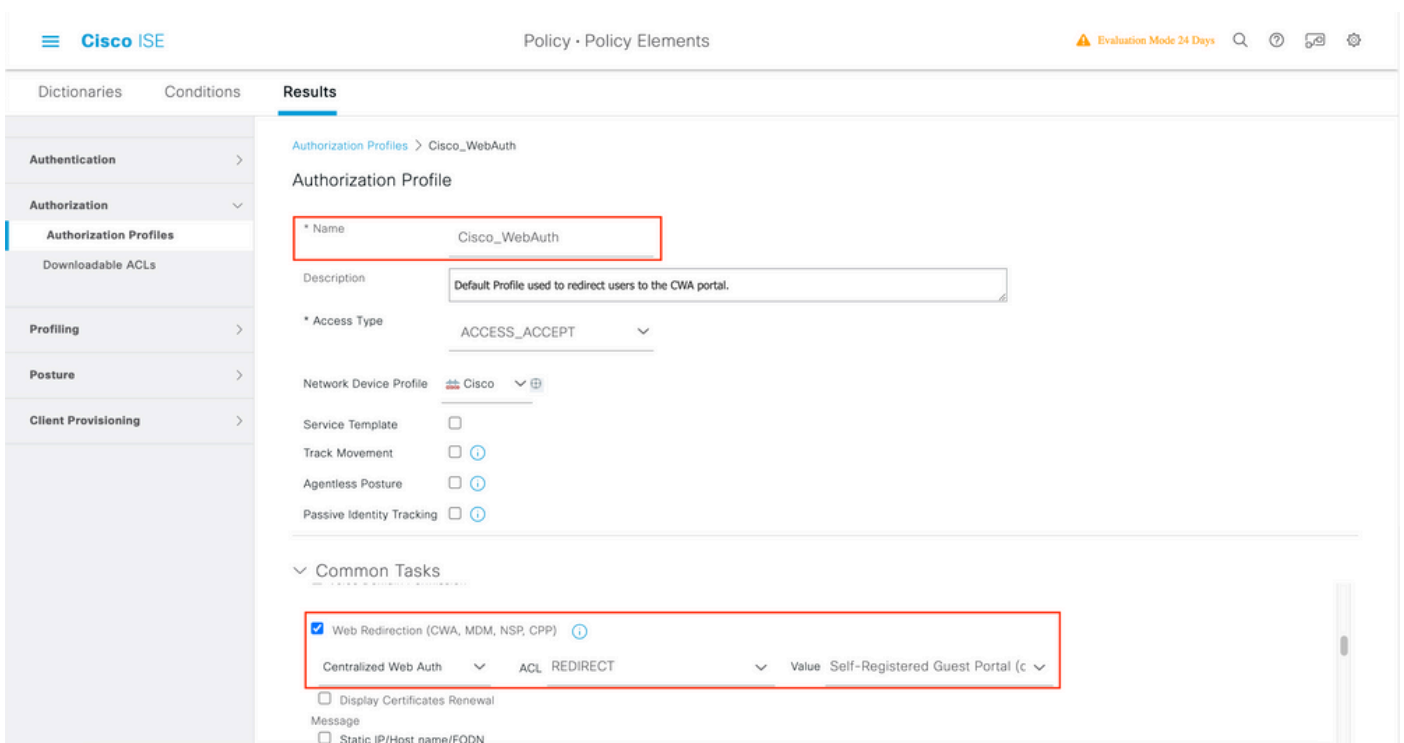 Cisco ISE
Policy · Policy Elements
Evaluation Mode 24 Days
Dictionaries Conditions Results
Authentication
Authorization
Authorization Profiles
Downloadable ACLs
Profiling
Posture
Client Provisioning
Authorization Profiles > Cisco_WebAuth
Authorization Profile
* Name Cisco_WebAuth
Description Default Profile used to redirect users to the CWA portal.
* Access Type ACCESS_ACCEPT
Network Device Profile Cisco
Service Template
Track Movement
Agentless Posture
Passive Identity Tracking
Common Tasks
Web Redirection (CWA, MDM, NSP, CPP)
Centralized Web Auth ACL REDIRECT Value Self-Registered Guest Portal (c
Display Certificates Renewal
Message
Static IP/Host name/FQDN